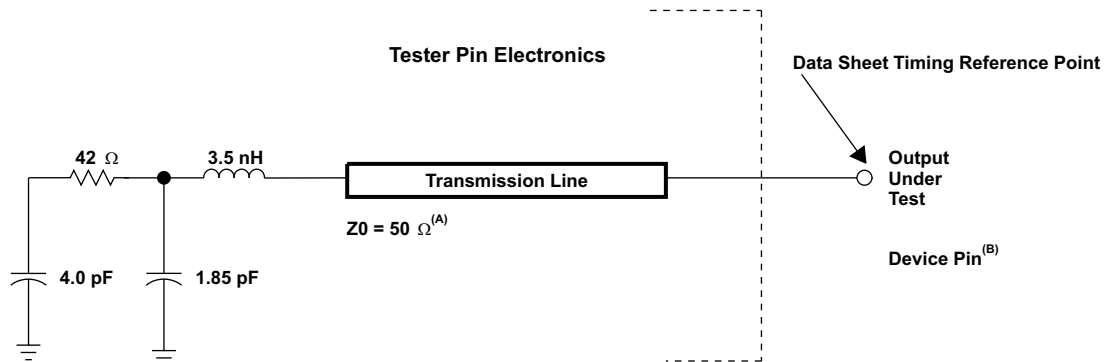 Tester Pin Electronics
Data Sheet Timing Reference Point
42 Ω
3.5 nH
Transmission Line
Output
Under
Test
Z0 = 50 Ω(A)
Device Pin(B)
4.0 pF
1.85 pF